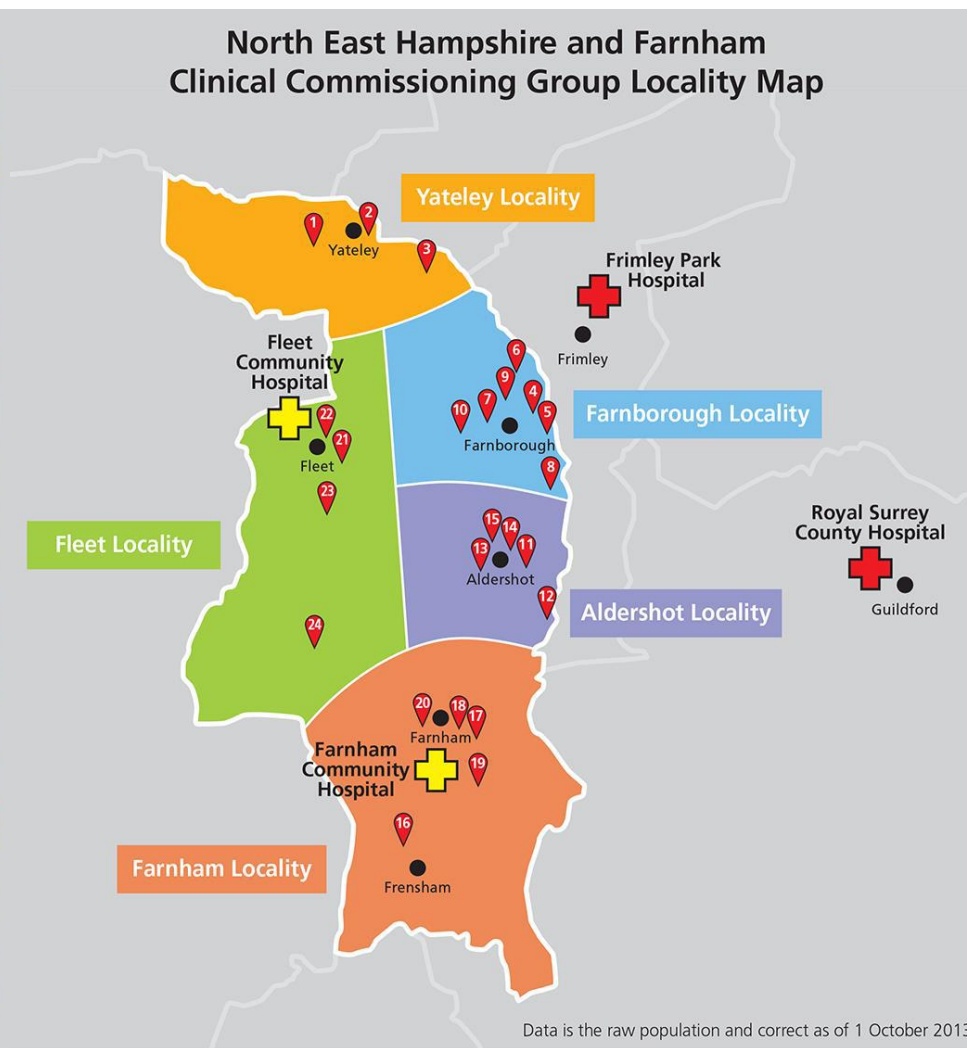 North East Hampshire and Farnham
Clinical Commissioning Group Locality Map
Yateley Locality
1
2
Yateley
3
Frimley Park
Hospital
Frimley
Fleet
Community
Hospital
6
9
4
7
10
5
Farnborough
8
Farnborough Locality
22
21
Fleet
23
Fleet Locality
15
14
13
11
Aldershot
12
Aldershot Locality
Royal Surrey
County Hospital
Guildford
24
20
18
17
Farnham
Farnham
Community
Hospital
19
16
Farnham Locality
Frensham
Data is the raw population and correct as of 1 October 2013